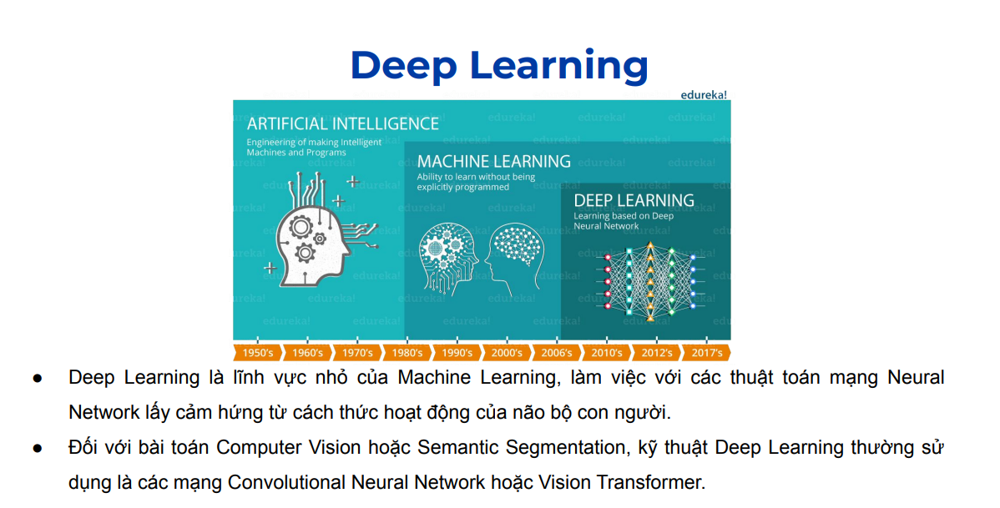 Deep Learning
edureka!
ARTIFICIAL INTELLIGENCE
Engineering of making Intelligent
Machines and Programs
MACHINE LEARNING
Ability to learn without being
explicitly programmed
DEEP LEARNING
Learning based on Deep
Neural Network
1950's 1960's 1970's 1980's 1990's 2000's 2006's 2010's 2012's 2017's
● Deep Learning là lĩnh vực nhỏ của Machine Learning, làm việc với các thuật toán mạng Neural
Network lấy cảm hứng từ cách thức hoạt động của não bộ con người.
● Đối với bài toán Computer Vision hoặc Semantic Segmentation, kỹ thuật Deep Learning thường sử
dụng là các mạng Convolutional Neural Network hoặc Vision Transformer.